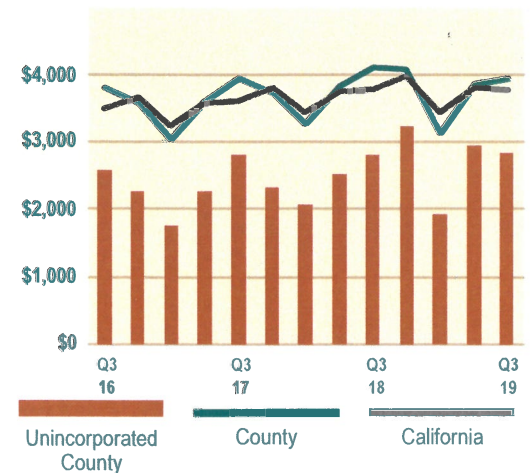 $4,000
$3,000
$2,000
$1,000
$0
Q3 Q3 Q3 Q3
16 17 18 19
Unincorporated County California
County